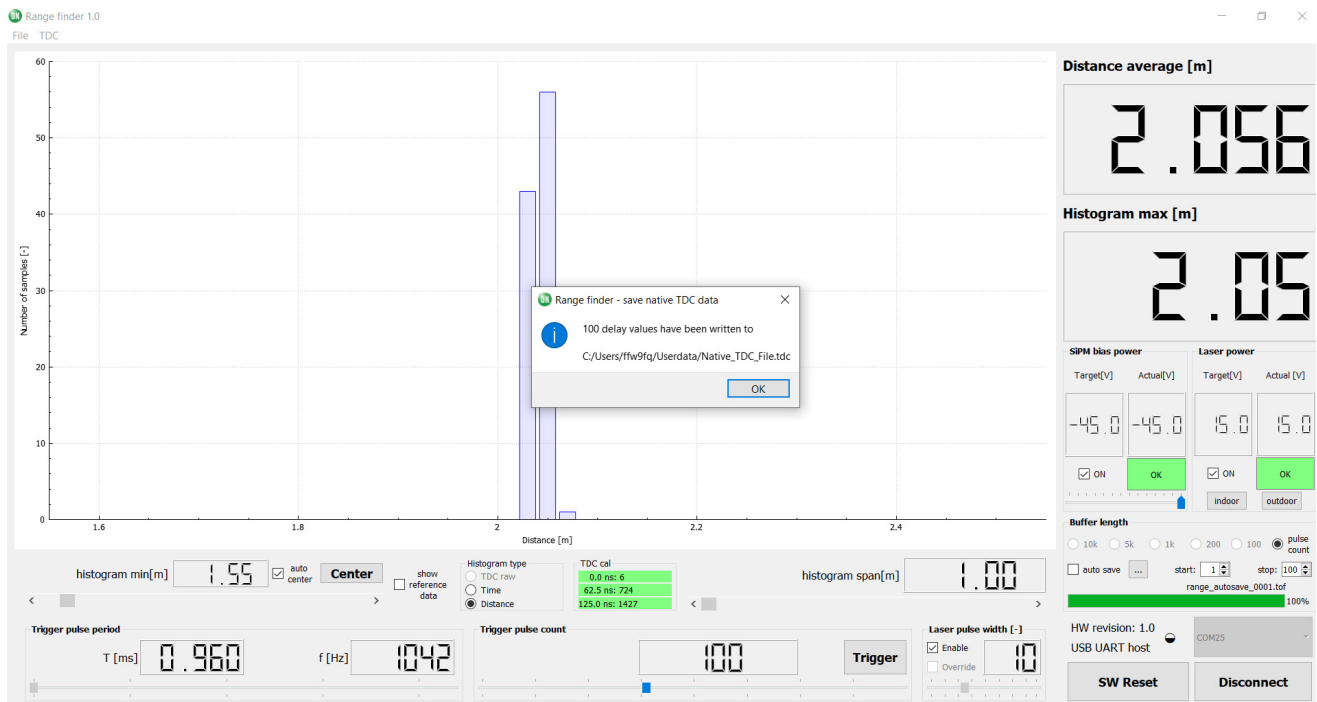 ON Range finder 1.0
File TDC
60
50
40
30
20
10
0
Number of samples [-]
1.6 1.8 2 2.2 2.4
Distance [m]
Range finder - save native TDC data
100 delay values have been written to
C:/Users/ffw9fq/Userdata/Native_TDC_File.tdc
OK
Distance average [m]
2.056
Histogram max [m]
2.05
SiPM bias power
Target[V] Actual[V]
-45.0 -45.0
ON OK
Laser power
Target[V] Actual [V]
15.0 15.0
ON OK
indoor outdoor
Buffer length
10k 5k 1k 200 100 pulse count
auto save ... start: 1 stop: 100
range_autosave_0001.tof
100%
histogram min[m] 1.55 auto center Center
show reference data
Histogram type
TDC raw
Time
Distance
TDC cal
0.0 ns: 6
62.5 ns: 724
125.0 ns: 1427
histogram span[m] 1.00
Trigger pulse period
T [ms] 0.960 f [Hz] 1042
Trigger pulse count
100 Trigger
Laser pulse width [-]
Enable
Override
10
HW revision: 1.0
USB UART host
COM25
SW Reset Disconnect